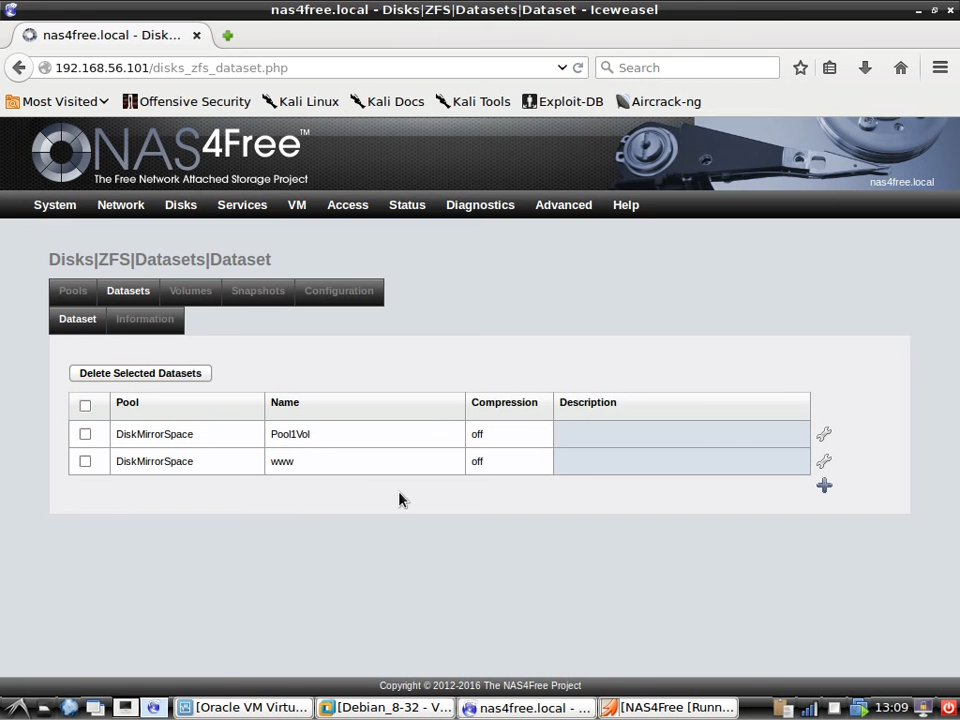 nas4free.local - Disks|ZFS|Datasets|Dataset - Iceweasel
nas4free.local - Disk...
192.168.56.101/disks_zfs_dataset.php
Search
Most Visited
Offensive Security
Kali Linux
Kali Docs
Kali Tools
Exploit-DB
Aircrack-ng
NAS4Free™
The Free Network Attached Storage Project
nas4free.local
System Network Disks Services VM Access Status Diagnostics Advanced Help
Disks|ZFS|Datasets|Dataset
Pools Datasets Volumes Snapshots Configuration
Dataset Information
Delete Selected Datasets
Pool Name Compression Description
DiskMirrorSpace Pool1Vol off
DiskMirrorSpace www off
Copyright © 2012-2016 The NAS4Free Project
[Oracle VM Virtu...
[Debian_8-32 - V...
nas4free.local - ...
[NAS4Free [Runn...
13:09